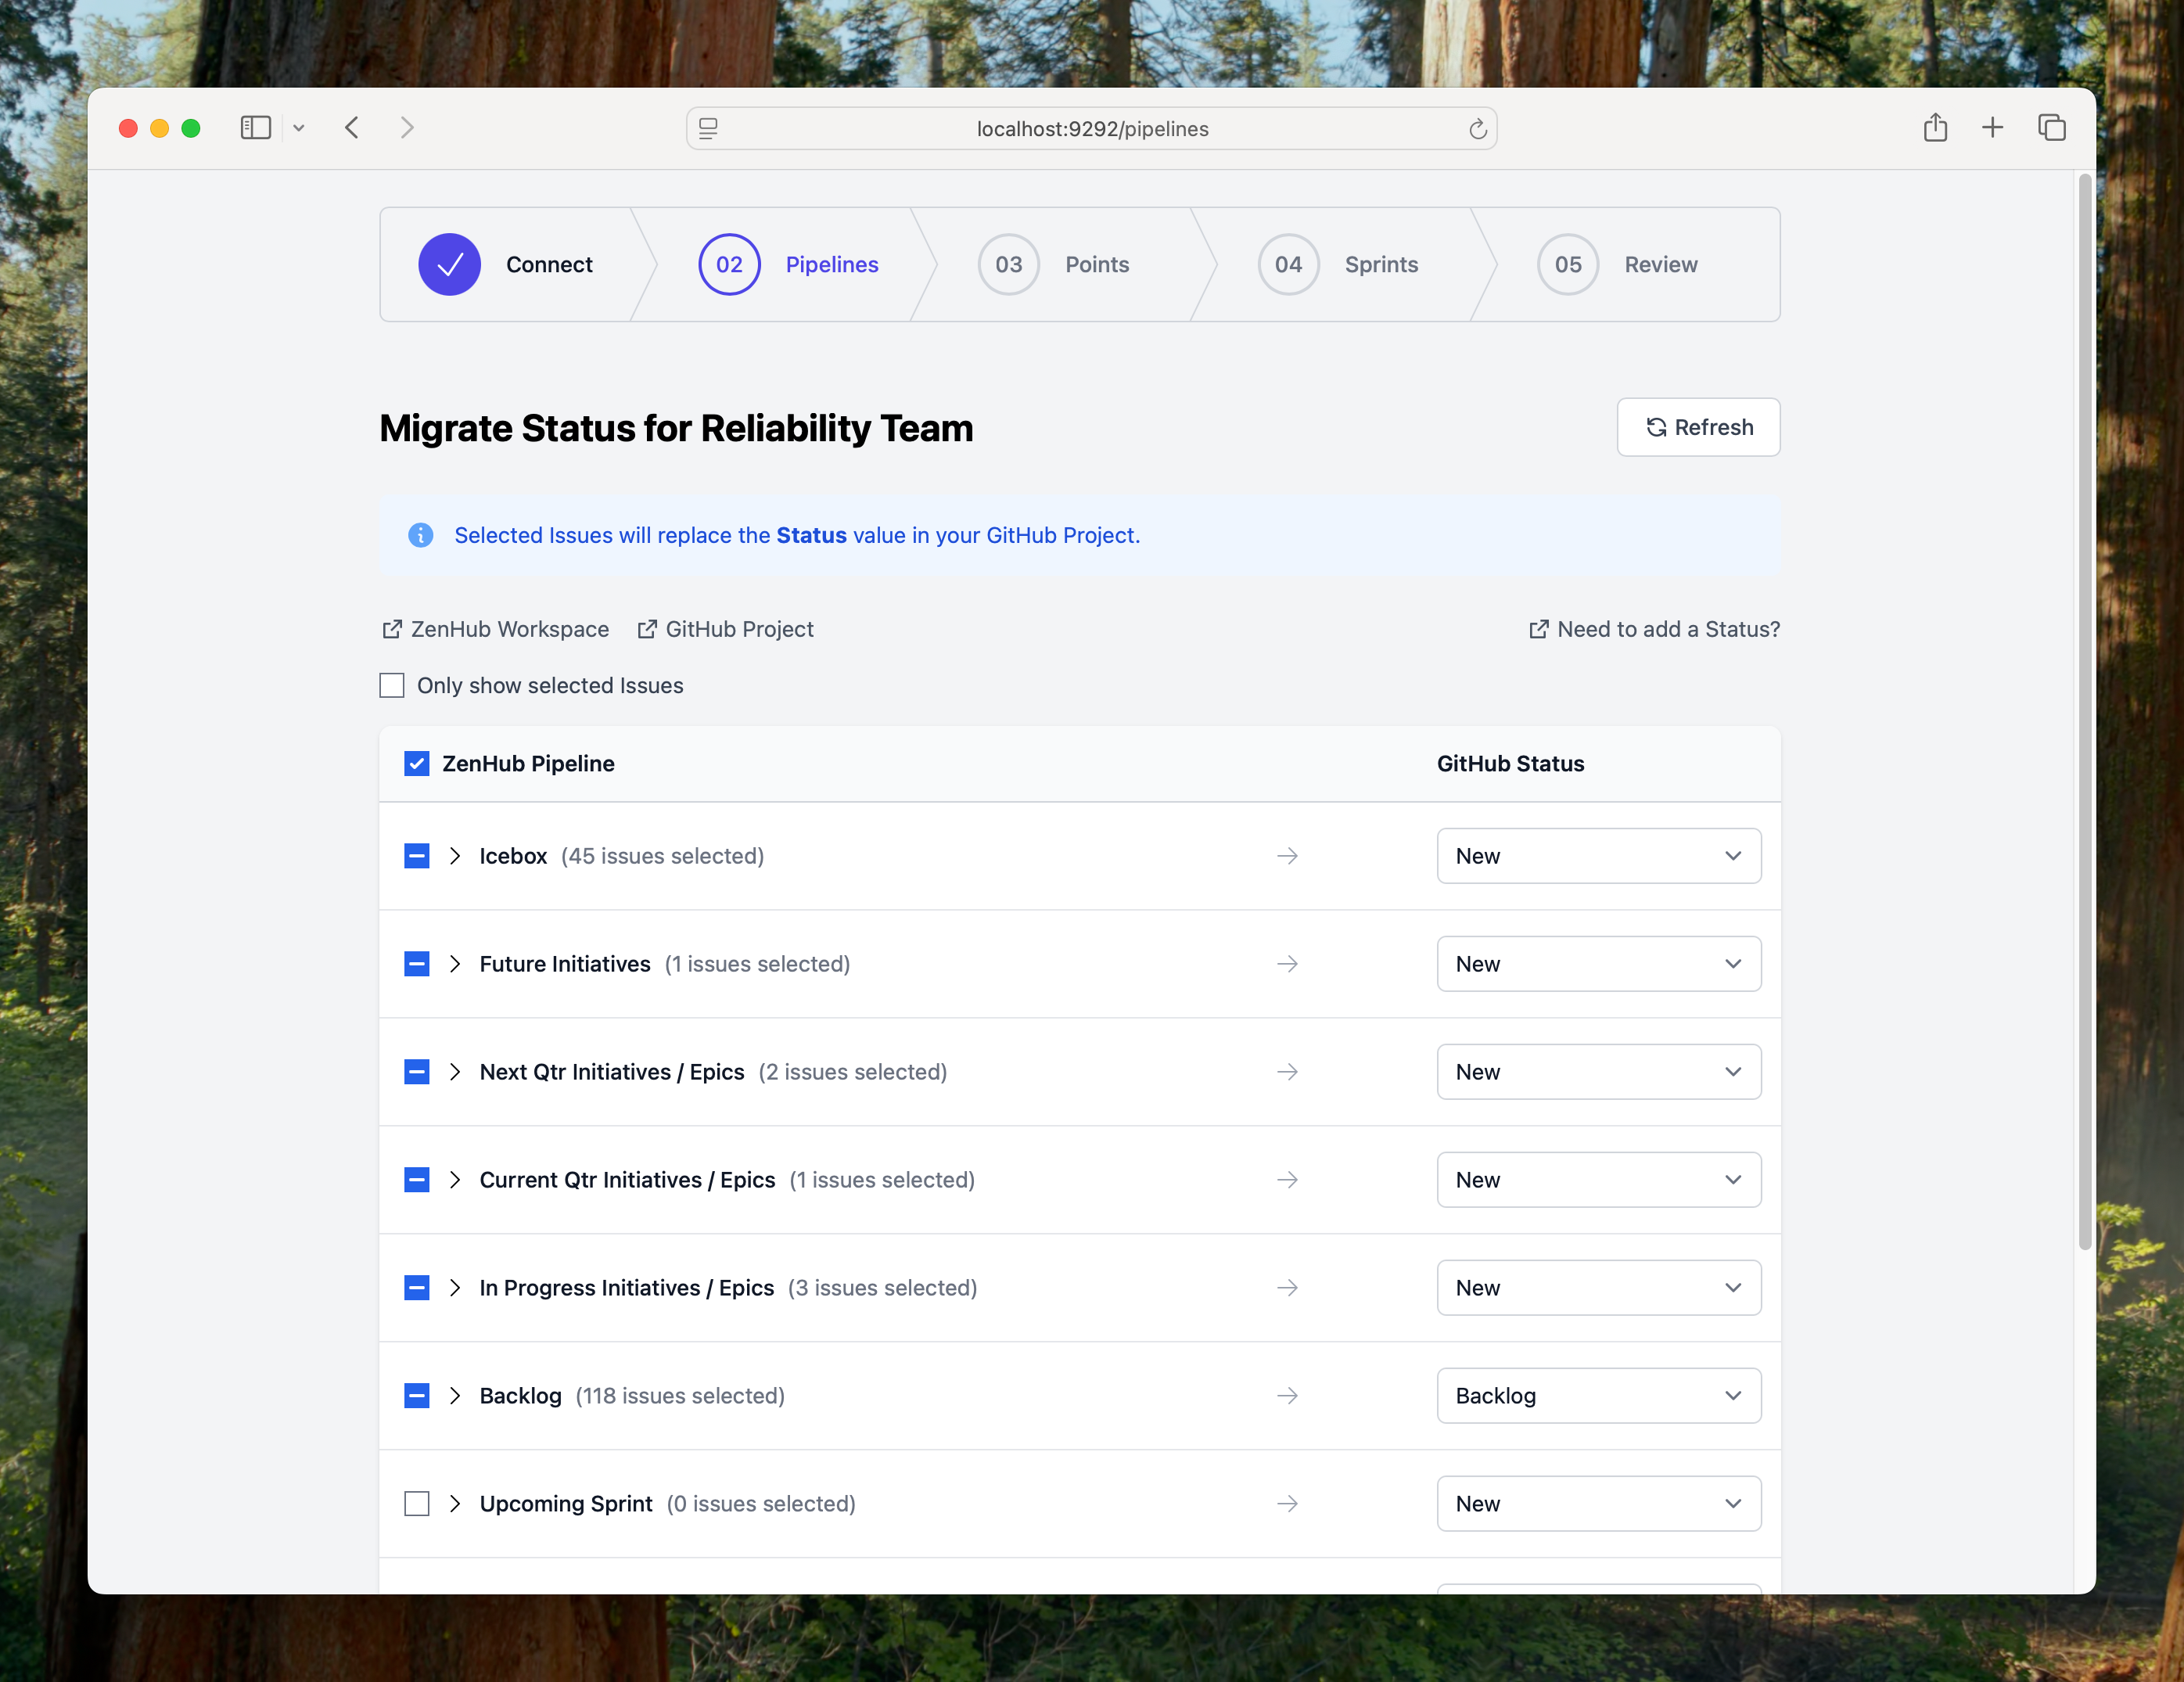 localhost:9292/pipelines
Connect
02 Pipelines
03 Points
04 Sprints
05 Review
Migrate Status for Reliability Team
Refresh
Selected Issues will replace the Status value in your GitHub Project.
ZenHub Workspace GitHub Project Need to add a Status?
Only show selected Issues
ZenHub Pipeline GitHub Status
Icebox (45 issues selected) → New
Future Initiatives (1 issues selected) → New
Next Qtr Initiatives / Epics (2 issues selected) → New
Current Qtr Initiatives / Epics (1 issues selected) → New
In Progress Initiatives / Epics (3 issues selected) → New
Backlog (118 issues selected) → Backlog
Upcoming Sprint (0 issues selected) → New